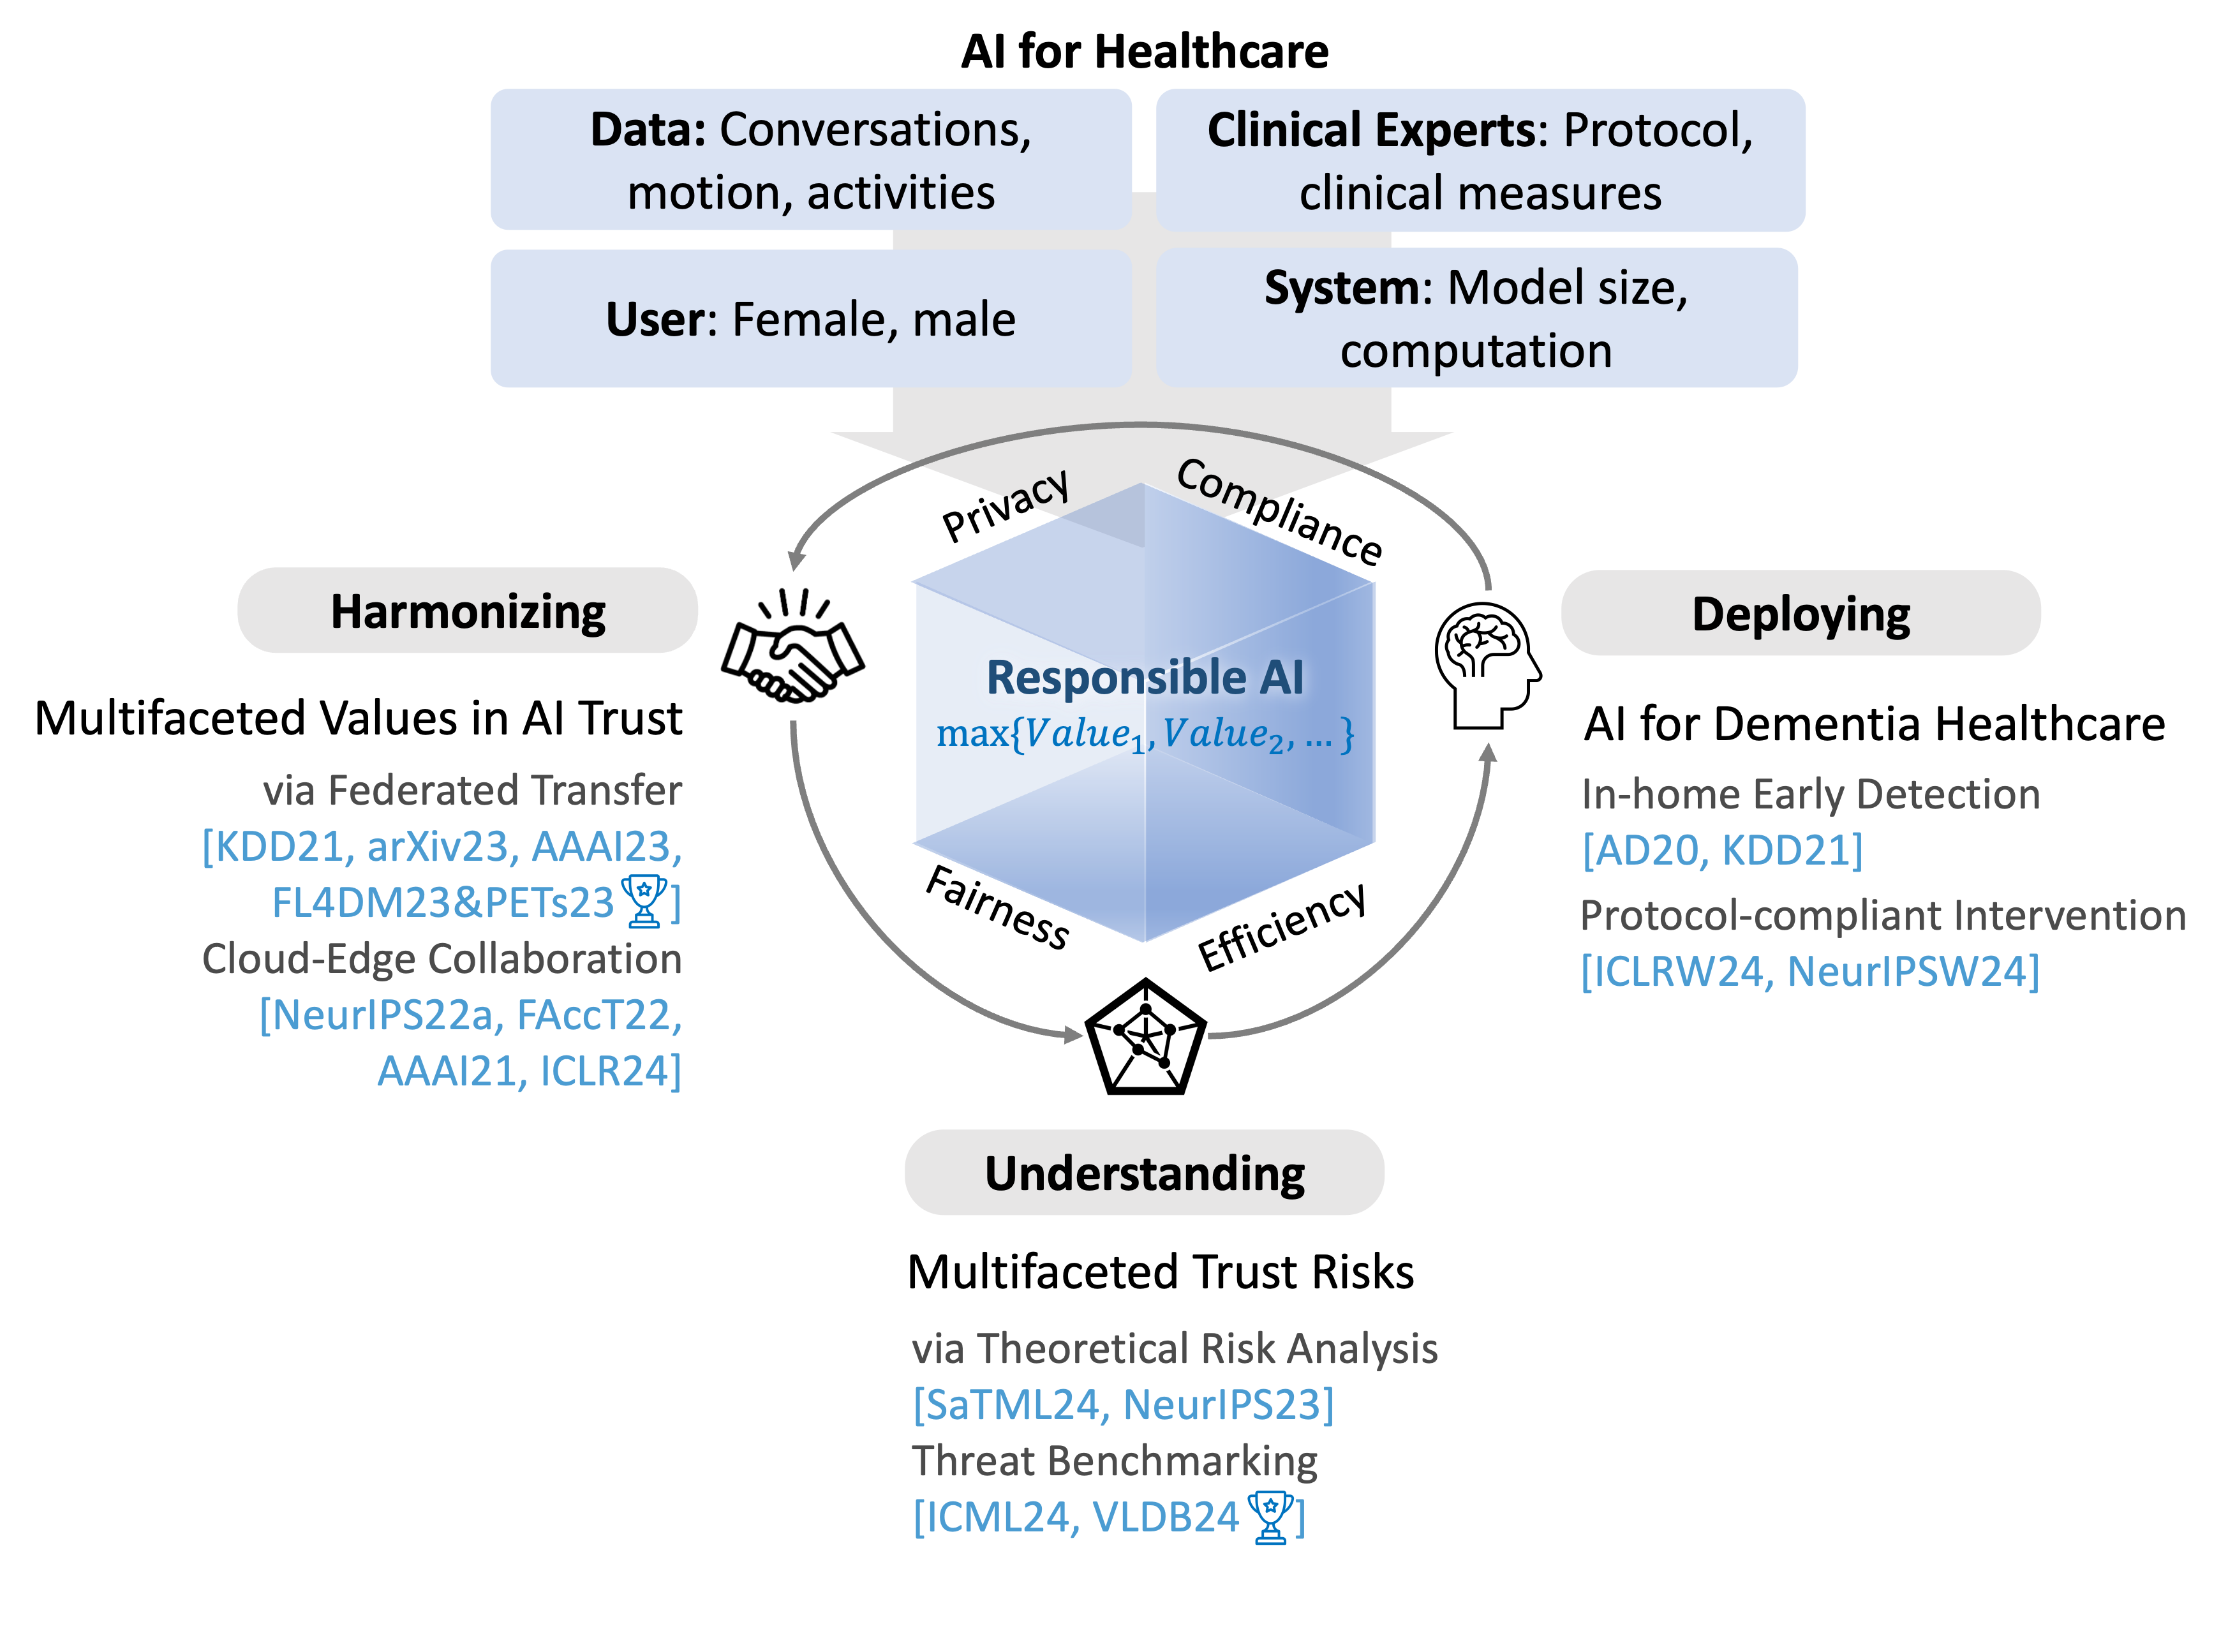 AI for Healthcare
Data: Conversations,
motion, activities
Clinical Experts: Protocol,
clinical measures
User: Female, male
System: Model size,
computation
Privacy
Compliance
Responsible AI
max{Value₁, Value₂, ... }
Fairness
Efficiency
Harmonizing
Multifaceted Values in AI Trust
via Federated Transfer
[KDD21, arXiv23, AAAI23,
FL4DM23&PETs23]
Cloud-Edge Collaboration
[NeurIPS22a, FAccT22,
AAAI21, ICLR24]
Deploying
AI for Dementia Healthcare
In-home Early Detection
[AD20, KDD21]
Protocol-compliant Intervention
[ICLRW24, NeurIPSW24]
Understanding
Multifaceted Trust Risks
via Theoretical Risk Analysis
[SaTML24, NeurIPS23]
Threat Benchmarking
[ICML24, VLDB24]